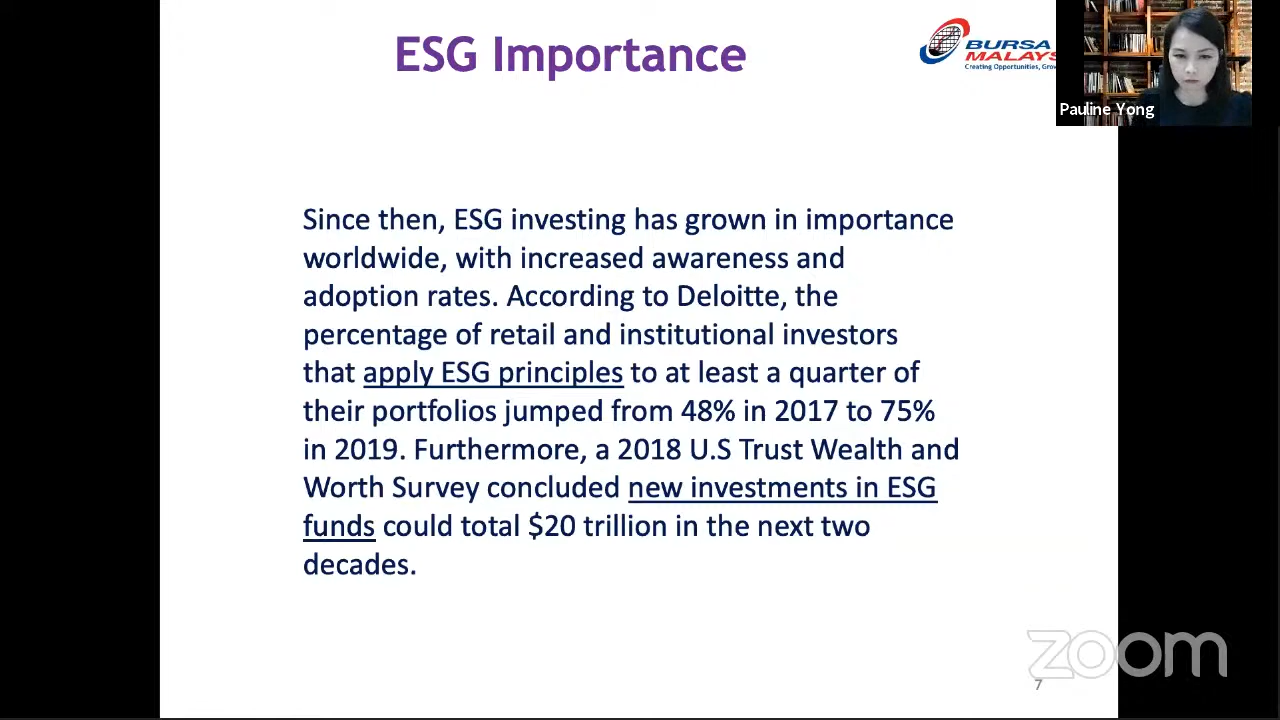 ESG Importance
BURSA
MALAYS
Creating Opportunities, Grow
Pauline Yong
Since then, ESG investing has grown in importance
worldwide, with increased awareness and
adoption rates. According to Deloitte, the
percentage of retail and institutional investors
that apply ESG principles to at least a quarter of
their portfolios jumped from 48% in 2017 to 75%
in 2019. Furthermore, a 2018 U.S Trust Wealth and
Worth Survey concluded new investments in ESG
funds could total $20 trillion in the next two
decades.
zoom
7